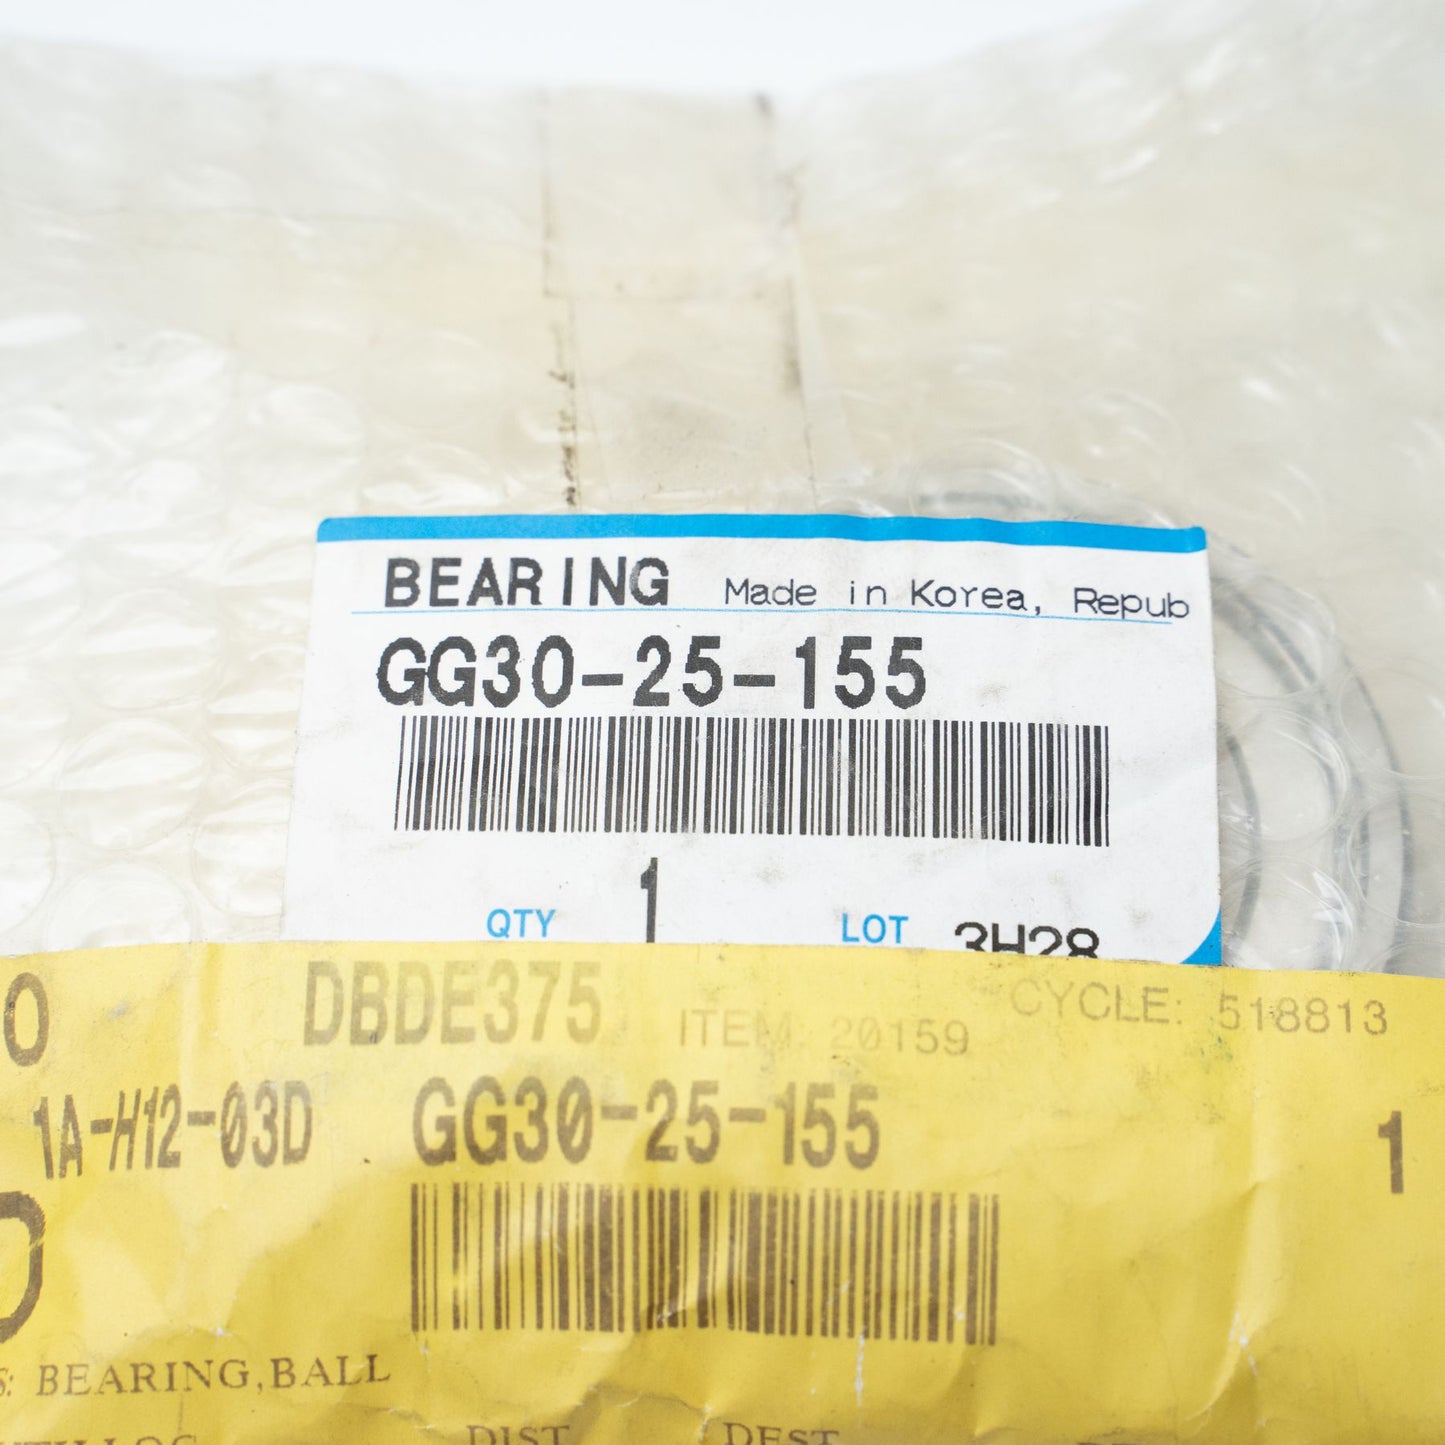 BEARING Made in Korea, Repub
GG30-25-155
QTY 1 LOT 3H28
DBDE375 ITEM: 20159 CYCLE: 518813
1A-H12-03D GG30-25-155 1
BEARING,BALL
DIST DEST